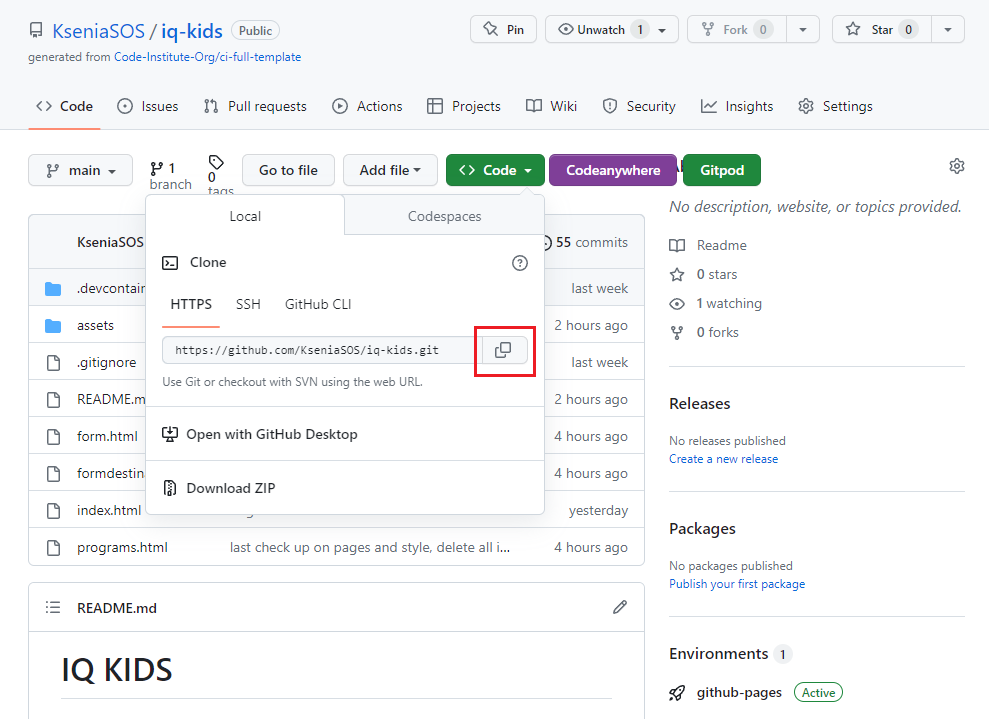 KseniaSOS / iq-kids Public
Pin
Unwatch 1
Fork 0
Star 0
generated from Code-Institute-Org/ci-full-template
Code
Issues
Pull requests
Actions
Projects
Wiki
Security
Insights
Settings
main
1
branch
0
tags
Go to file
Add file
Code
Codeanywhere
Gitpod
No description, website, or topics provided.
Readme
0 stars
1 watching
0 forks
Releases
No releases published
Create a new release
Packages
No packages published
Publish your first package
Environments 1
github-pages Active
Local
Codespaces
Clone
HTTPS
SSH
GitHub CLI
https://github.com/KseniaSOS/iq-kids.git
Use Git or checkout with SVN using the web URL.
Open with GitHub Desktop
Download ZIP
KseniaSOS
55 commits
.devcontain
last week
assets
2 hours ago
.gitignore
last week
README.m
2 hours ago
form.html
4 hours ago
formdestina
4 hours ago
index.html
yesterday
programs.html
last check up on pages and style, delete all i...
4 hours ago
README.md
IQ KIDS